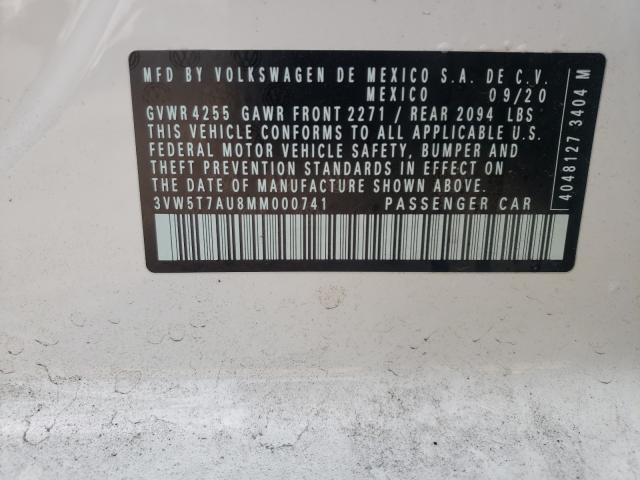 MFD BY VOLKSWAGEN DE MEXICO S.A. DE C.V.
MEXICO 09/20
GVWR 4255 GAWR FRONT 2271 / REAR 2094 LBS
THIS VEHICLE CONFORMS TO ALL APPLICABLE U.S.
FEDERAL MOTOR VEHICLE SAFETY, BUMPER AND
THEFT PREVENTION STANDARDS IN EFFECT ON
THE DATE OF MANUFACTURE SHOWN ABOVE.
3VW5T7AU8MM000741 PASSENGER CAR
4048127 3404 M